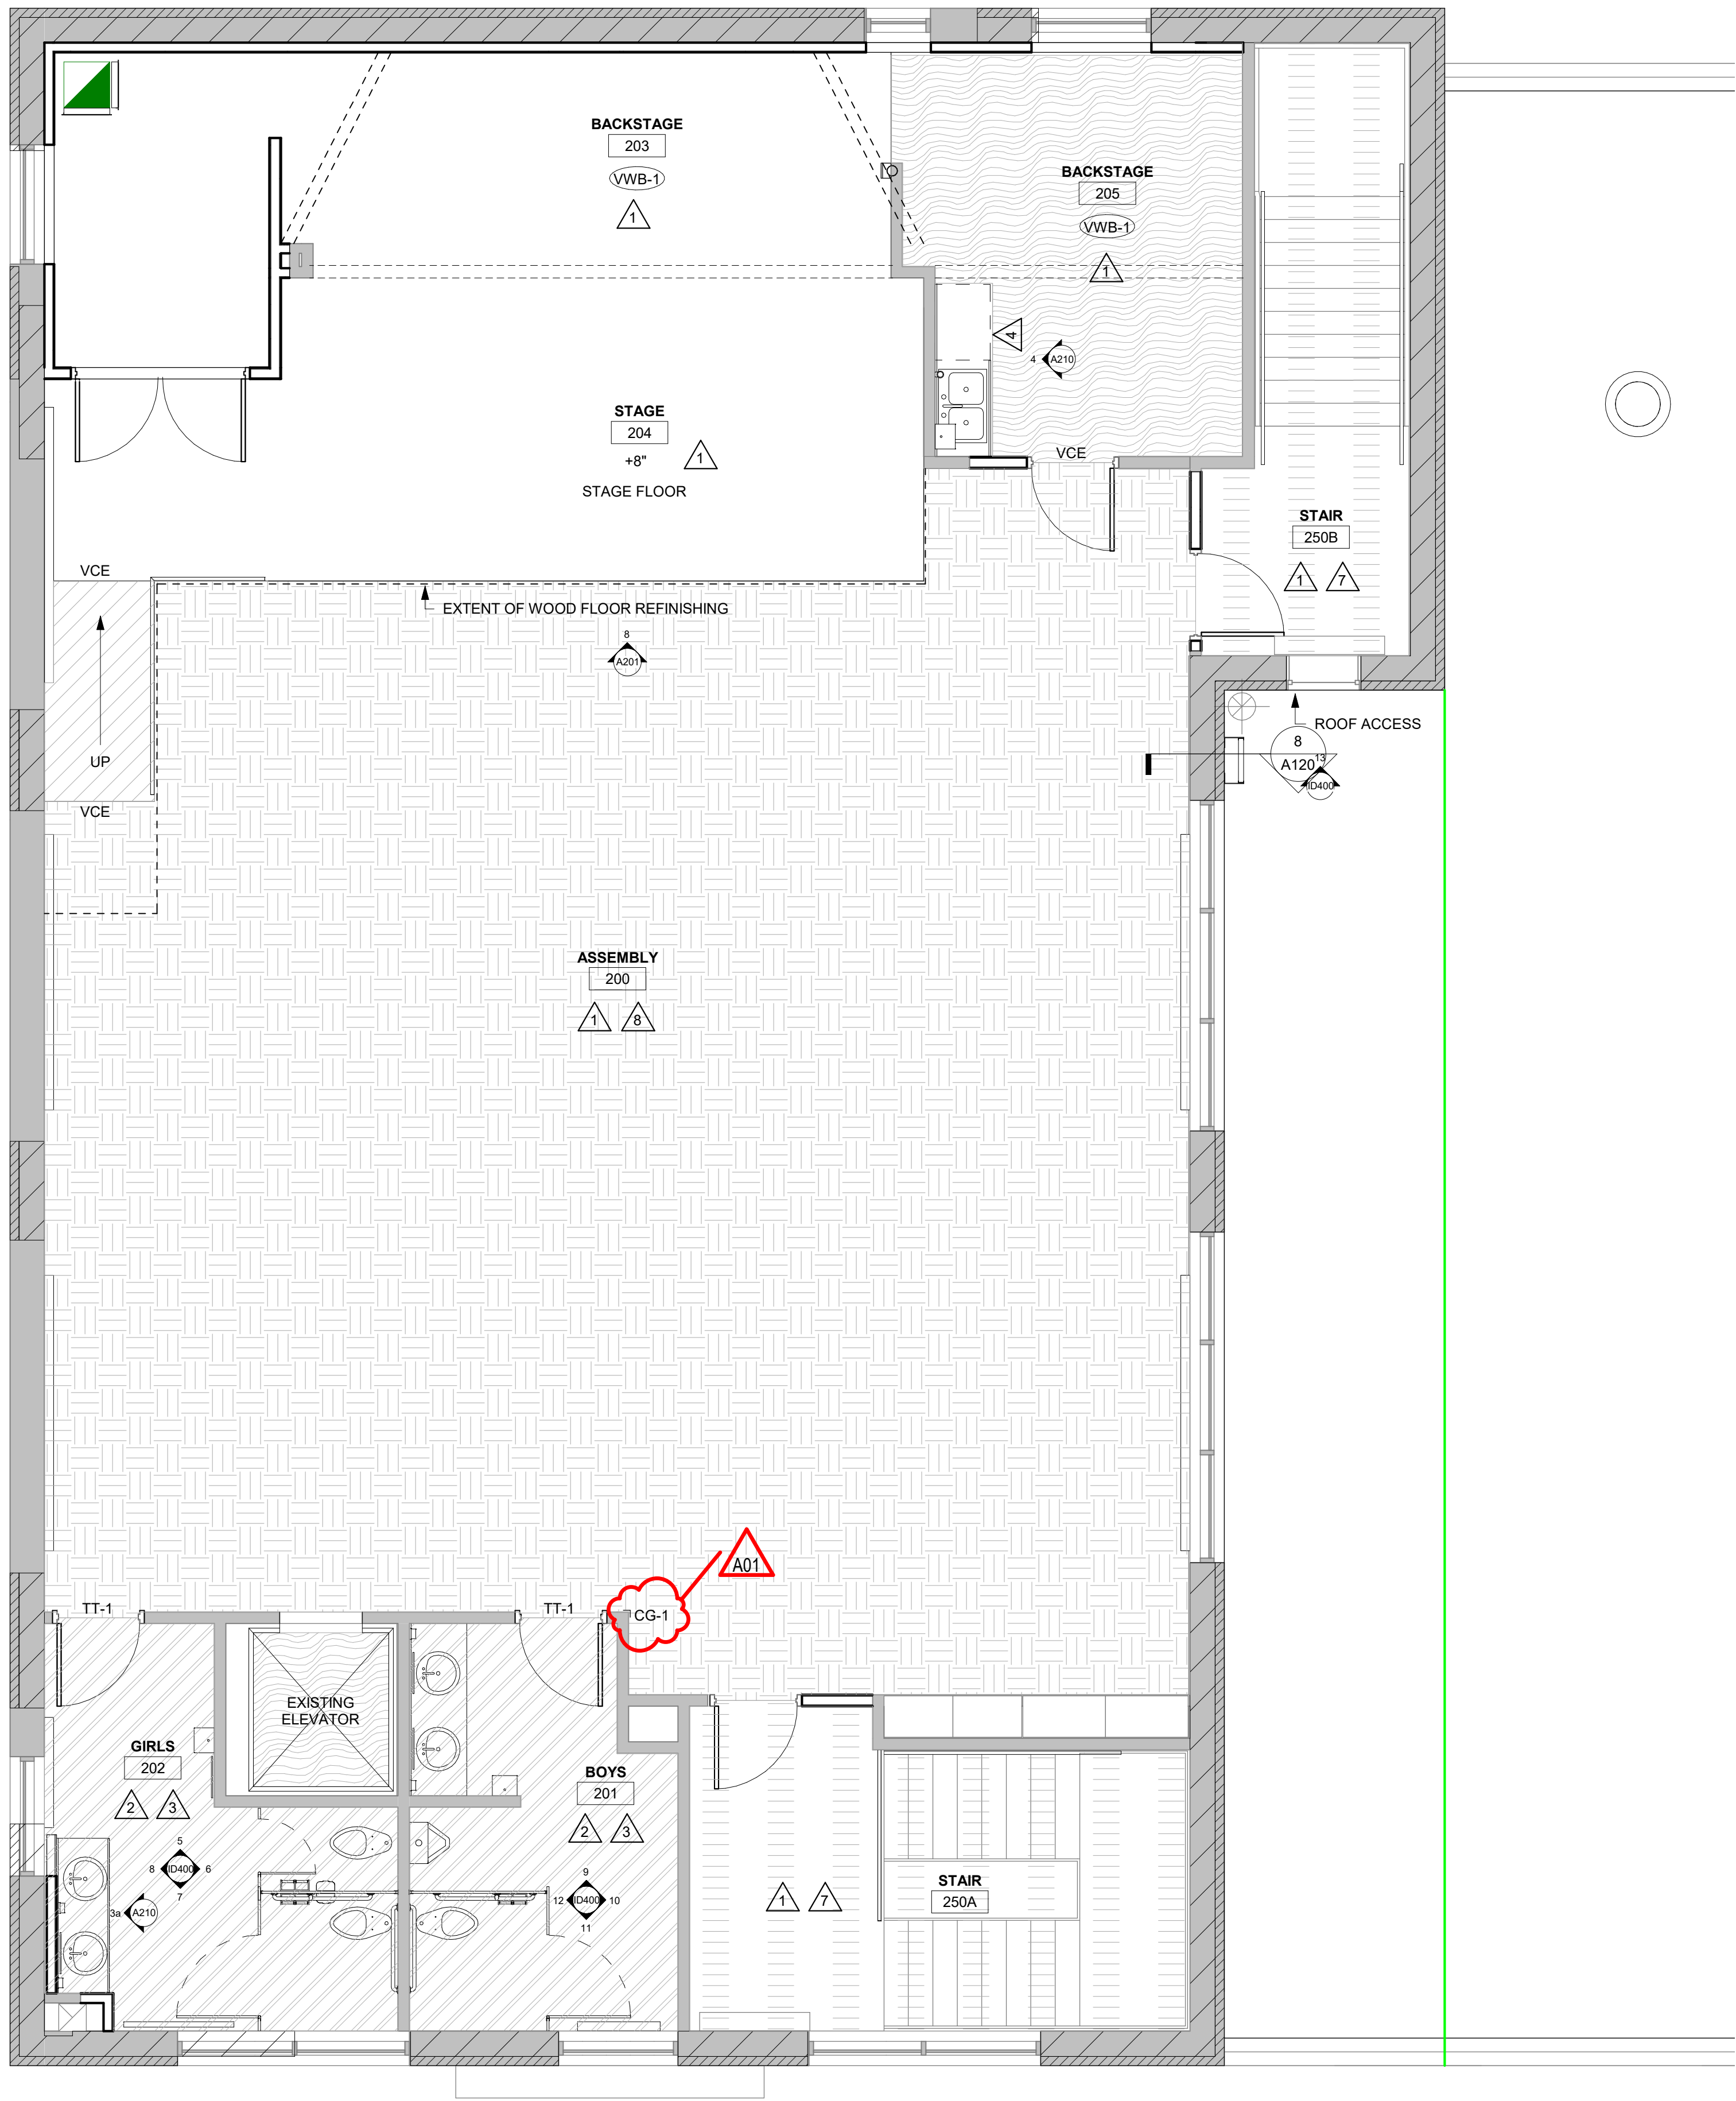 BACKSTAGE
203
VWB-1
1
BACKSTAGE
205
VWB-1
1
4
4
A210
STAGE
204
+8"
1
STAGE FLOOR
VCE
STAIR
250B
1
7
VCE
EXTENT OF WOOD FLOOR REFINISHING
8
A201
UP
VCE
ROOF ACCESS
8
A120
13
ID400
ASSEMBLY
200
1
8
A01
TT-1
TT-1
CG-1
EXISTING
ELEVATOR
GIRLS
202
2
3
BOYS
201
2
3
5
8
ID400
6
7
3a
A210
9
12
ID400
10
11
1
7
STAIR
250A